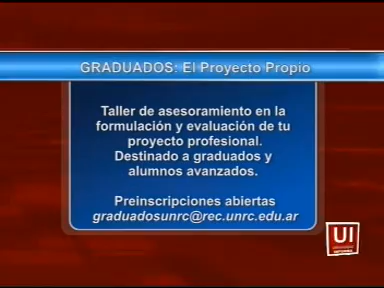 GRADUADOS: El Proyecto Propio
Taller de asesoramiento en la
formulación y evaluación de tu
proyecto profesional.
Destinado a graduados y
alumnos avanzados.
Preinscripciones abiertas
graduadosunrc@rec.unrc.edu.ar
UI